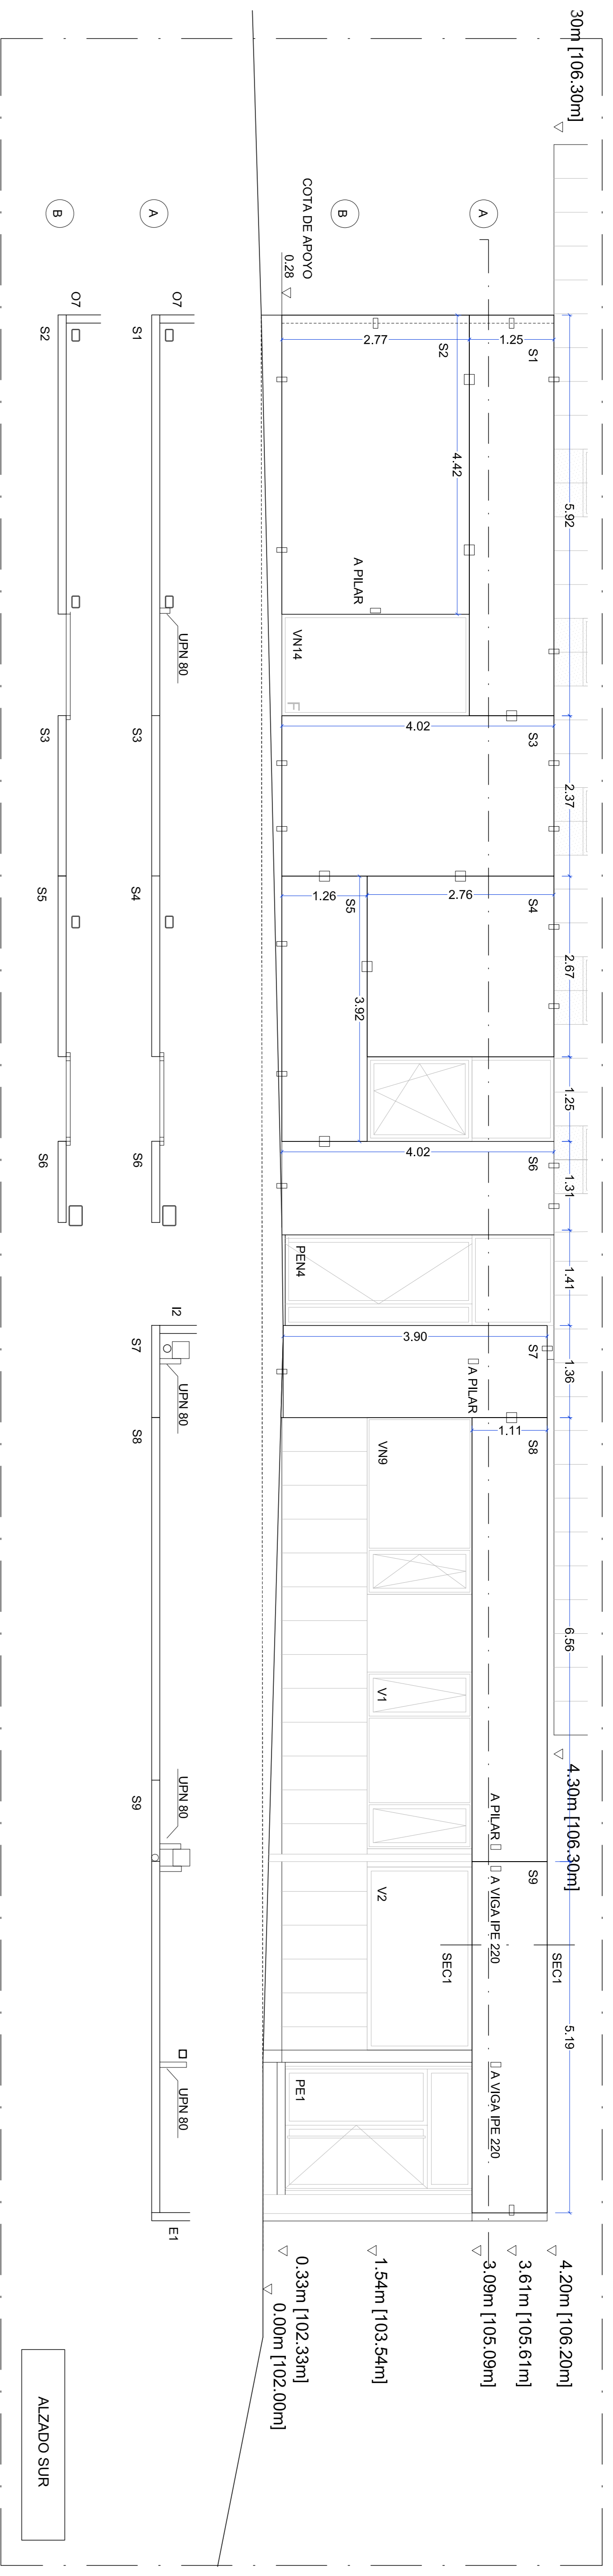 30m [106.30m]
A
B
COTA DE APOYO
0.28
A
B
5.92
2.37
2.67
1.25
1.31
1.41
1.36
6.56
4.30m [106.30m]
5.19
S1
1.25
S2
2.77
4.42
A PILAR
VN14
F
S3
4.02
S4
2.76
S5
1.26
3.92
S6
4.02
PEN4
S7
3.90
A PILAR
S8
1.11
VN9
V1
A PILAR
S9
A VIGA IPE 220
V2
SEC1
SEC1
A VIGA IPE 220
PE1
4.20m [106.20m]
3.61m [105.61m]
3.09m [105.09m]
1.54m [103.54m]
0.33m [102.33m]
0.00m [102.00m]
O7
S1
UPN 80
S3
S4
S6
I2
S7
UPN 80
S8
UPN 80
S9
UPN 80
E1
O7
S2
S3
S5
S6
ALZADO SUR